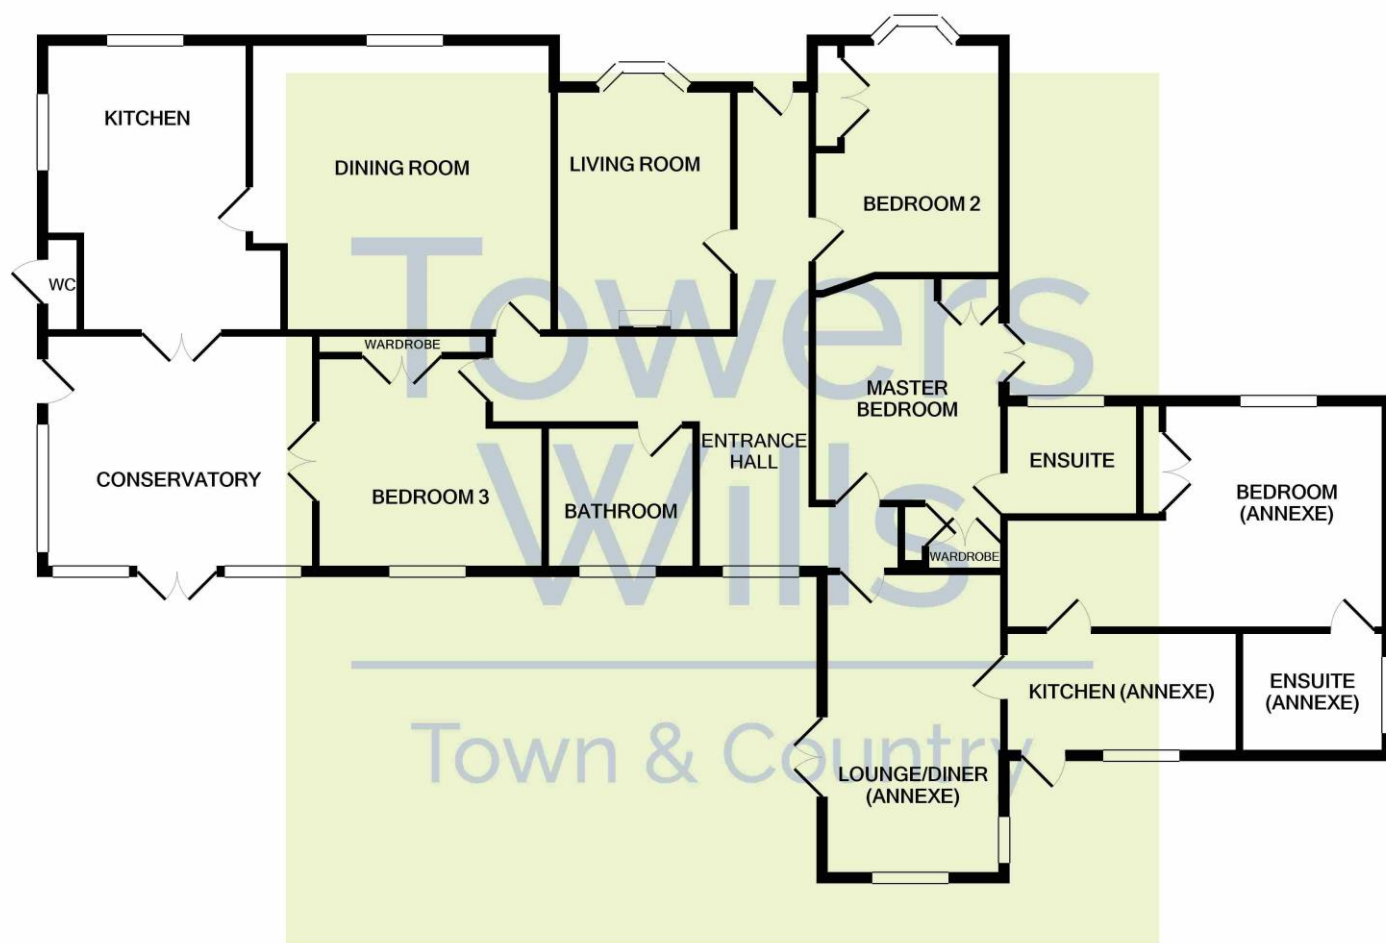 KITCHEN
DINING ROOM
LIVING ROOM
BEDROOM 2
WC
WARDROBE
MASTER
BEDROOM
ENTRANCE
HALL
ENSUITE
CONSERVATORY
BEDROOM 3
BATHROOM
BEDROOM
(ANNEXE)
WARDROBE
KITCHEN (ANNEXE)
ENSUITE
(ANNEXE)
LOUNGE/DINER
(ANNEXE)
Towers
Wills
Town & Country